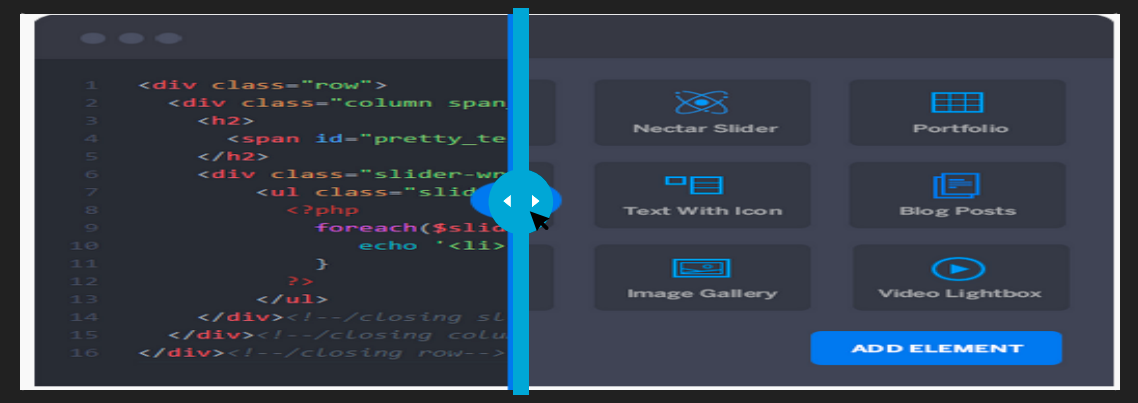 1 <div class="row">
2 <div class="column span_
3 <h2>
4 <span id="pretty_te
5 </h2>
6 <div class="slider-wr
7 <ul class="slid
8 <?php
9 foreach($slid
10 echo '<li>
11 }
12 ?>
13 </ul>
14 </div><!--/closing sl
15 </div><!--/closing colu
16 </div><!--/closing row-->
Nectar Slider
Portfolio
Text With Icon
Blog Posts
Image Gallery
Video Lightbox
ADD ELEMENT